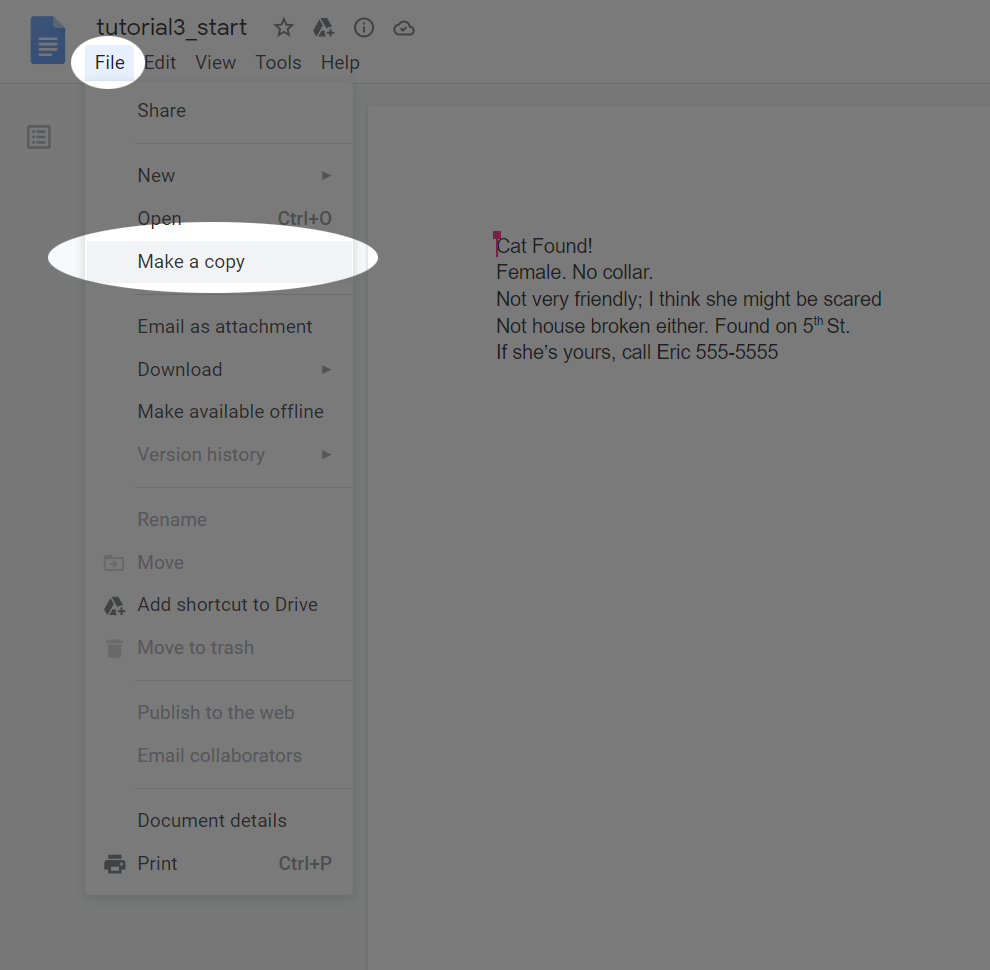 tutorial3_start
File Edit View Tools Help
Share
New
Open Ctrl+O
Make a copy
Email as attachment
Download
Make available offline
Version history
Rename
Move
Add shortcut to Drive
Move to trash
Publish to the web
Email collaborators
Document details
Print Ctrl+P
Cat Found!
Female. No collar.
Not very friendly; I think she might be scared
Not house broken either. Found on 5th St.
If she’s yours, call Eric 555-5555